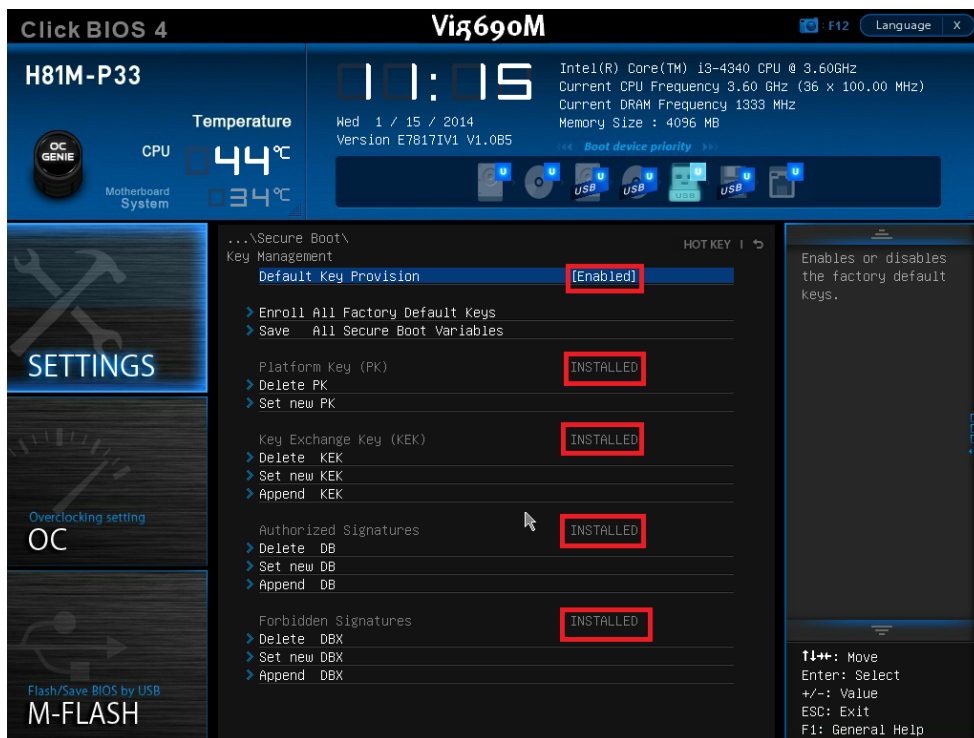 Click BIOS 4
Vig690M
: F12
Language X
H81M-P33
11:15
Wed 1 / 15 / 2014
Version E7817IV1 V1.0B5
Intel(R) Core(TM) i3-4340 CPU @ 3.60GHz
Current CPU Frequency 3.60 GHz (36 x 100.00 MHz)
Current DRAM Frequency 1333 MHz
Memory Size : 4096 MB
Boot device priority
Temperature
OC GENIE
CPU
44℃
Motherboard
System
34℃
U U USB U USB U USB U USB U U
...\Secure Boot\
HOT KEY
Key Management
Default Key Provision [Enabled]
Enroll All Factory Default Keys
Save All Secure Boot Variables
Platform Key (PK) INSTALLED
Delete PK
Set new PK
Key Exchange Key (KEK) INSTALLED
Delete KEK
Set new KEK
Append KEK
Authorized Signatures INSTALLED
Delete DB
Set new DB
Append DB
Forbidden Signatures INSTALLED
Delete DBX
Set new DBX
Append DBX
SETTINGS
Overclocking setting
OC
Flash/Save BIOS by USB
M-FLASH
Enables or disables
the factory default
keys.
↑↓→←: Move
Enter: Select
+/-: Value
ESC: Exit
F1: General Help